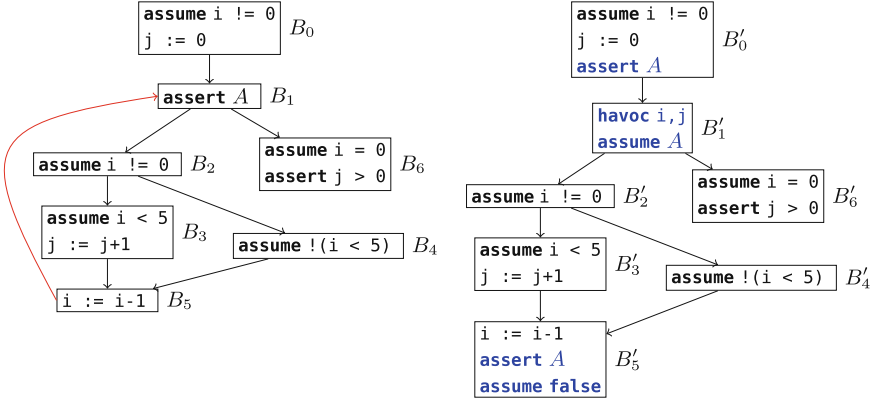 assume i != 0
j := 0
B₀
assert A
B₁
assume i != 0
B₂
assume i = 0
assert j > 0
B₆
assume i < 5
j := j+1
B₃
assume !(i < 5)
B₄
i := i-1
B₅
assume i != 0
j := 0
assert A
B′₀
havoc i,j
assume A
B′₁
assume i != 0
B′₂
assume i = 0
assert j > 0
B′₆
assume i < 5
j := j+1
B′₃
assume !(i < 5)
B′₄
i := i-1
assert A
assume false
B′₅